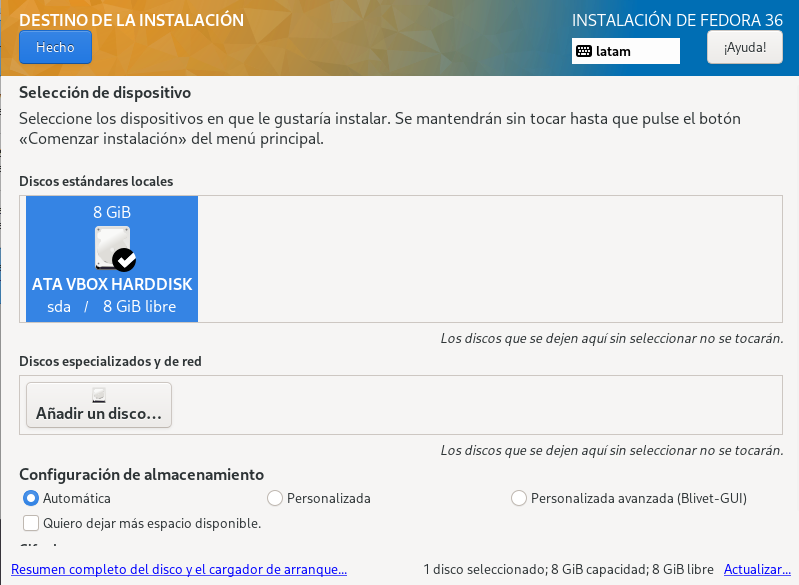 DESTINO DE LA INSTALACIÓN
INSTALACIÓN DE FEDORA 36
Hecho
latam
¡Ayuda!
Selección de dispositivo
Seleccione los dispositivos en que le gustaría instalar. Se mantendrán sin tocar hasta que pulse el botón
«Comenzar instalación» del menú principal.
Discos estándares locales
8 GiB
ATA VBOX HARDDISK
sda / 8 GiB libre
Los discos que se dejen aquí sin seleccionar no se tocarán.
Discos especializados y de red
Añadir un disco...
Los discos que se dejen aquí sin seleccionar no se tocarán.
Configuración de almacenamiento
Automática
Personalizada
Personalizada avanzada (Blivet-GUI)
Quiero dejar más espacio disponible.
Resumen completo del disco y el cargador de arranque...
1 disco seleccionado; 8 GiB capacidad; 8 GiB libre
Actualizar...